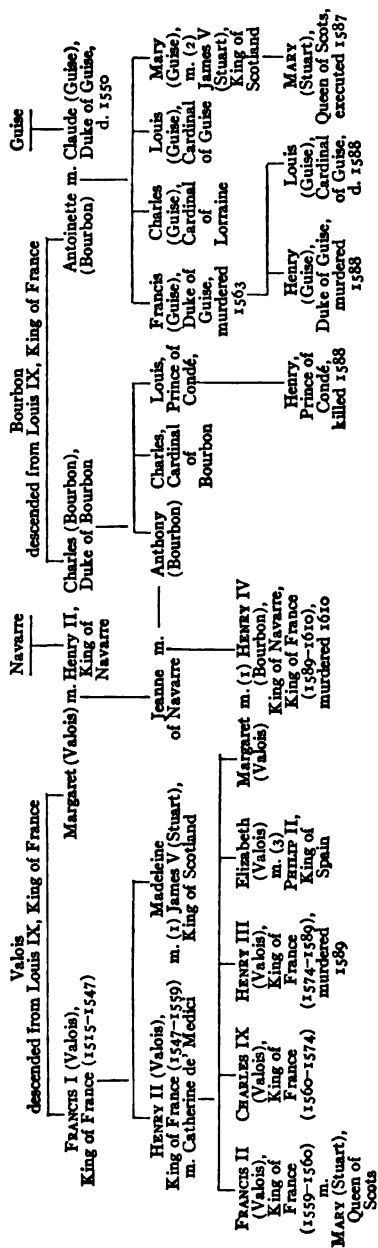 Valois
descended from Louis IX, King of France
FRANCIS I (Valois),
King of France (1515–1547)
Margaret (Valois) m. Henry II,
King of
Navarre
Navarre
Bourbon
descended from Louis IX, King of France
Charles (Bourbon),
Duke of Bourbon
Guise
Antoinette m. Claude (Guise),
(Bourbon) Duke of Guise,
d. 1550
HENRY II (Valois),
King of France (1547–1559)
m. Catherine de' Medici
Madeleine
m. (1) James V (Stuart),
King of Scotland
Jeanne m.
of Navarre
Anthony
(Bourbon)
Charles,
Cardinal
of
Bourbon
Louis,
Prince of
Condé,
Francis
(Guise),
Duke of
Guise,
murdered
1563
Charles
(Guise),
Cardinal
of
Lorraine
Louis
(Guise),
Cardinal
of Guise
Mary
(Guise),
m. (2)
James V
(Stuart),
King of
Scotland
FRANCIS II
(Valois),
King of
France
(1559–1560)
m.
MARY (Stuart),
Queen of
Scots
CHARLES IX
(Valois),
King of
France
(1560–1574)
HENRY III
(Valois),
King of
France
(1574–1589),
murdered
1589
Elizabeth
(Valois)
m. (3)
PHILIP II,
King of
Spain
Margaret m. (1) HENRY IV
(Valois) (Bourbon),
King of Navarre,
King of France
(1589–1610),
murdered 1610
Henry,
Prince of
Condé,
killed 1588
Henry
(Guise),
Duke of Guise,
murdered
1588
Louis
(Guise),
Cardinal
of Guise,
d. 1588
MARY
(Stuart),
Queen of Scots,
executed 1587